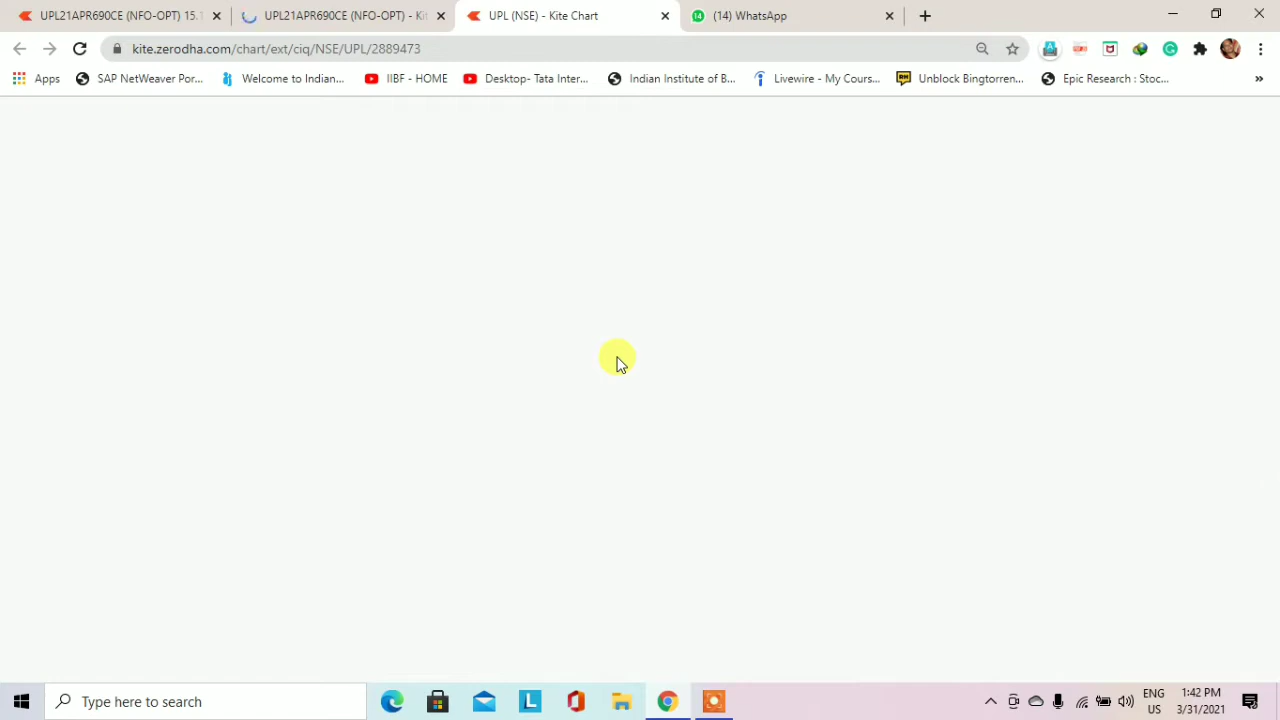 UPL21APR690CE (NFO-OPT) 15.1
UPL21APR690CE (NFO-OPT) - Kit
UPL (NSE) - Kite Chart
14
(14) WhatsApp
kite.zerodha.com/chart/ext/ciq/NSE/UPL/2889473
Apps
SAP NetWeaver Por...
Welcome to Indian...
IIBF - HOME
Desktop- Tata Inter...
Indian Institute of B...
Livewire - My Cours...
Unblock Bingtorren...
Epic Research : Stoc...
»
Type here to search
ENG
US
1:42 PM
3/31/2021